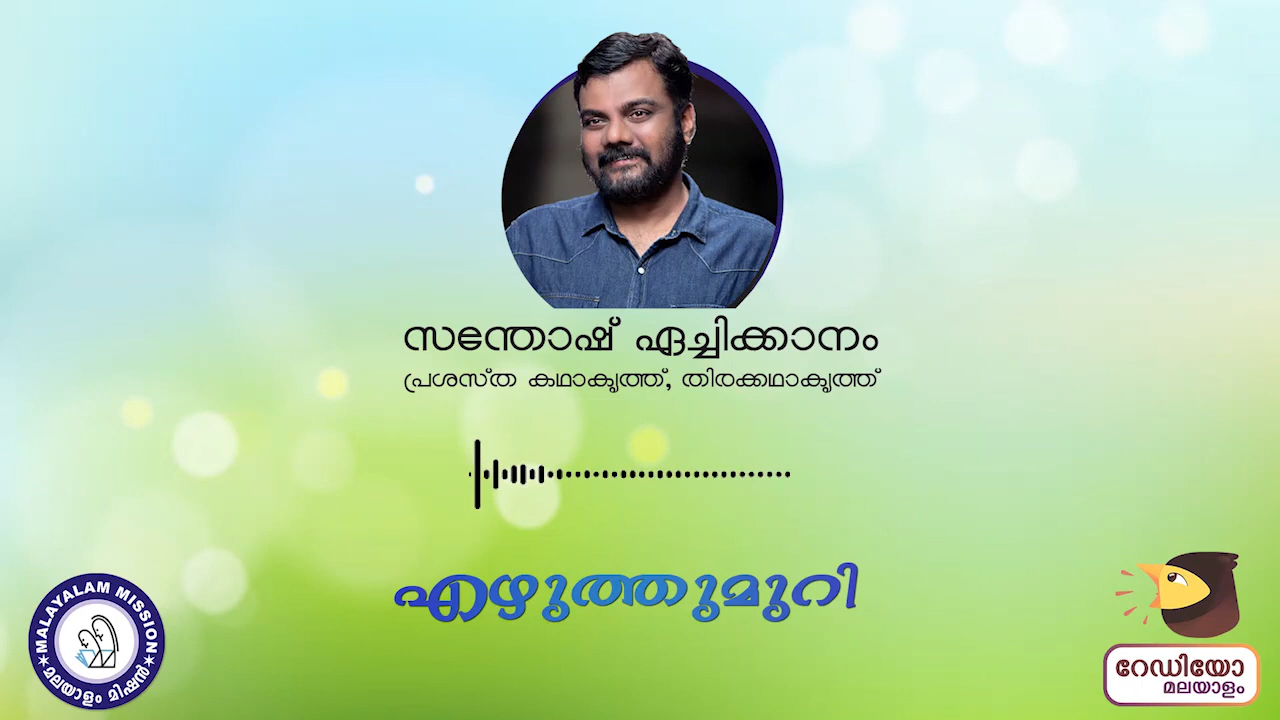 സന്തോഷ് ഏച്ചിക്കാനം
പ്രശസ്ത കഥാകൃത്ത്, തിരക്കഥാകൃത്ത്
എഴുത്തുമുറി
MALAYALAM MISSION
മലയാളം മിഷൻ
റേഡിയോ
മലയാളം